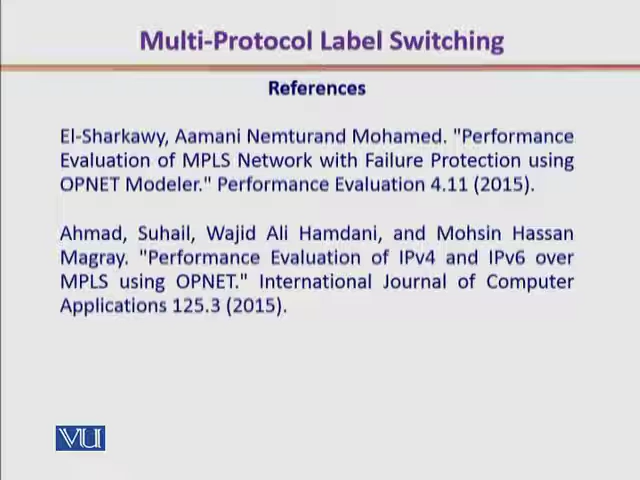 Multi-Protocol Label Switching
References
El-Sharkawy, Aamani Nemturand Mohamed. "Performance
Evaluation of MPLS Network with Failure Protection using
OPNET Modeler." Performance Evaluation 4.11 (2015).
Ahmad, Suhail, Wajid Ali Hamdani, and Mohsin Hassan
Magray. "Performance Evaluation of IPv4 and IPv6 over
MPLS using OPNET." International Journal of Computer
Applications 125.3 (2015).
VU